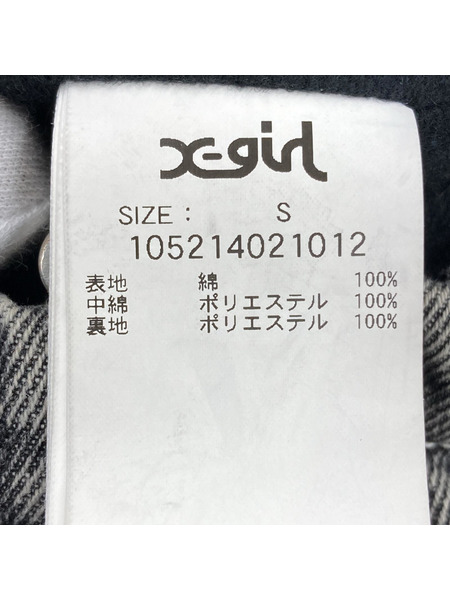 X-girl
SIZE : S
105214021012
表地 綿 100%
中綿 ポリエステル 100%
裏地 ポリエステル 100%